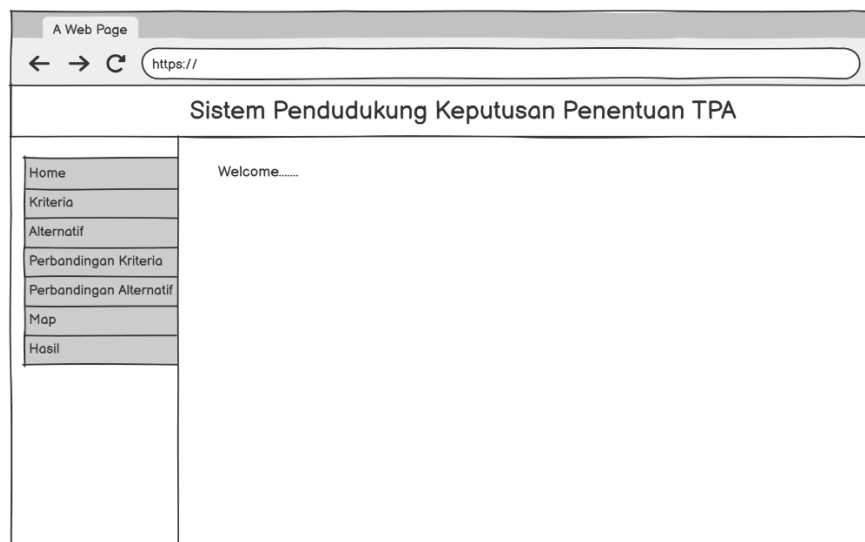 A Web Page
https://
Sistem Pendudukung Keputusan Penentuan TPA
Home
Kriteria
Alternatif
Perbandingan Kriteria
Perbandingan Alternatif
Map
Hasil
Welcome.......